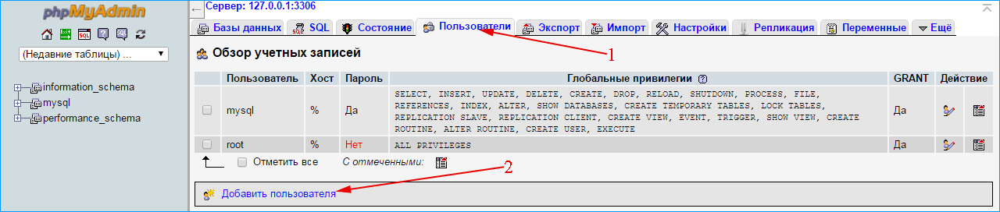 phpMyAdmin
(Недавние таблицы) ...
information_schema
mysql
performance_schema
Сервер: 127.0.0.1:3306
Базы данных SQL Состояние Пользователи Экспорт Импорт Настройки Репликация Переменные Ещё
1
Обзор учетных записей
Пользователь Хост Пароль Глобальные привилегии GRANT Действие
mysql % Да SELECT, INSERT, UPDATE, DELETE, CREATE, DROP, RELOAD, SHUTDOWN, PROCESS, FILE, Да
REFERENCES, INDEX, ALTER, SHOW DATABASES, CREATE TEMPORARY TABLES, LOCK TABLES,
REPLICATION SLAVE, REPLICATION CLIENT, CREATE VIEW, EVENT, TRIGGER, SHOW VIEW, CREATE
ROUTINE, ALTER ROUTINE, CREATE USER, EXECUTE
root % Нет ALL PRIVILEGES Да
Отметить все С отмеченными:
2
Добавить пользователя